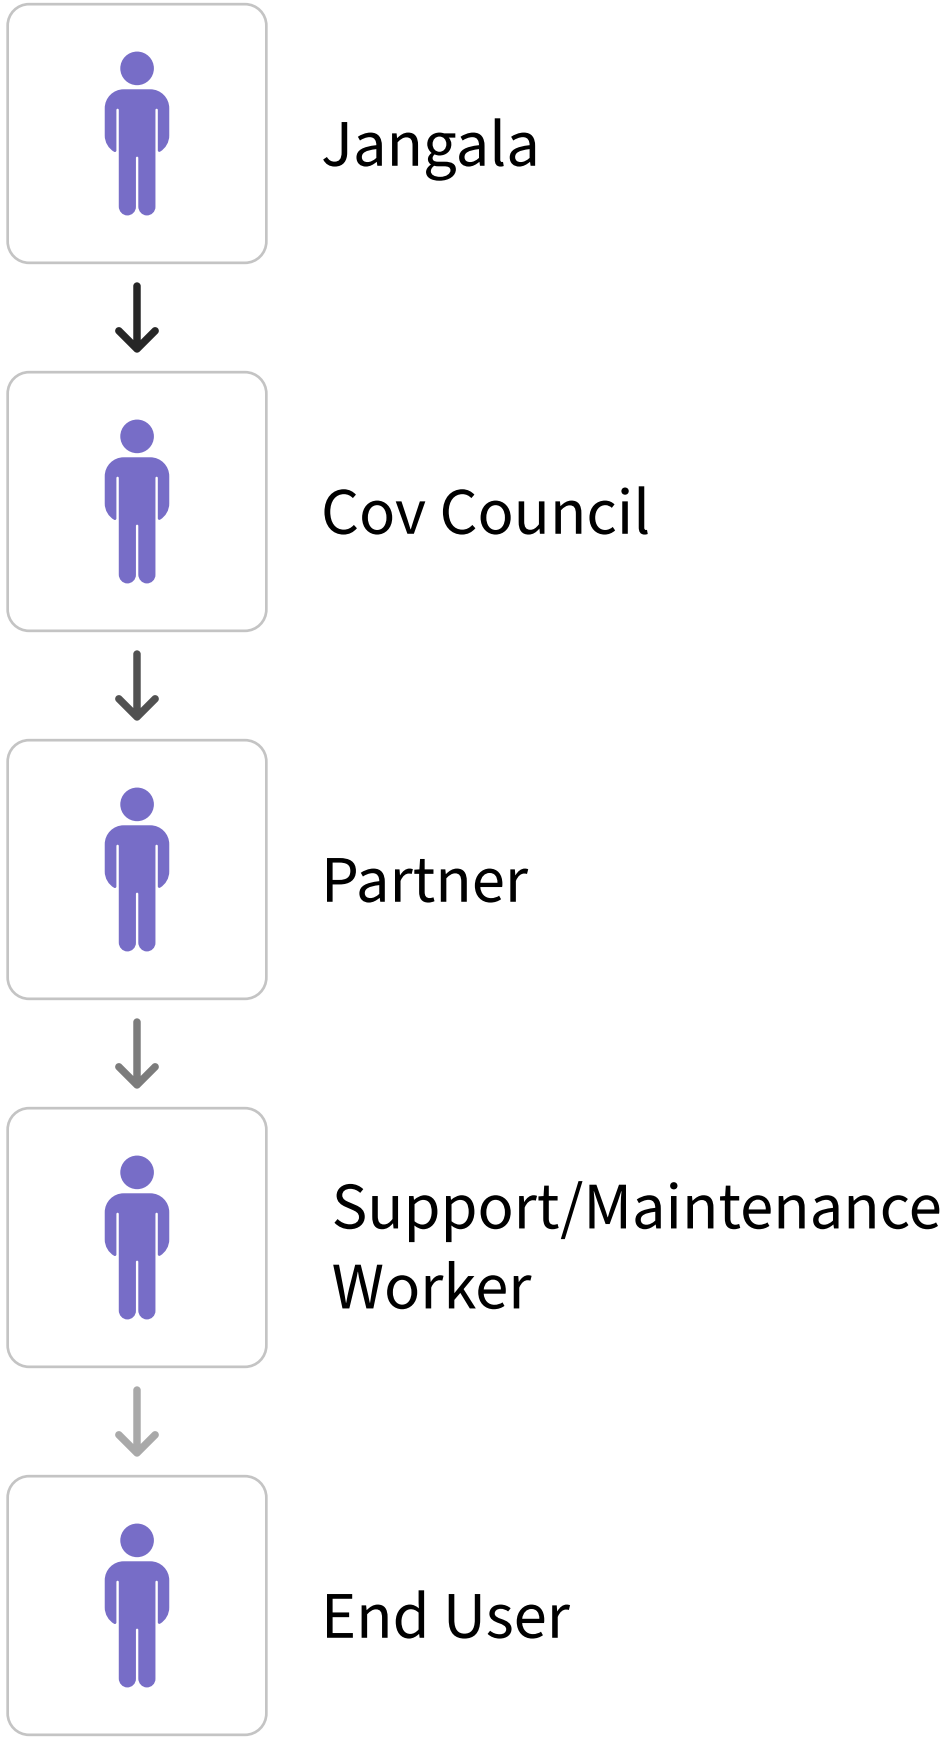 Jangala
Cov Council
Partner
Support/Maintenance
Worker
End User